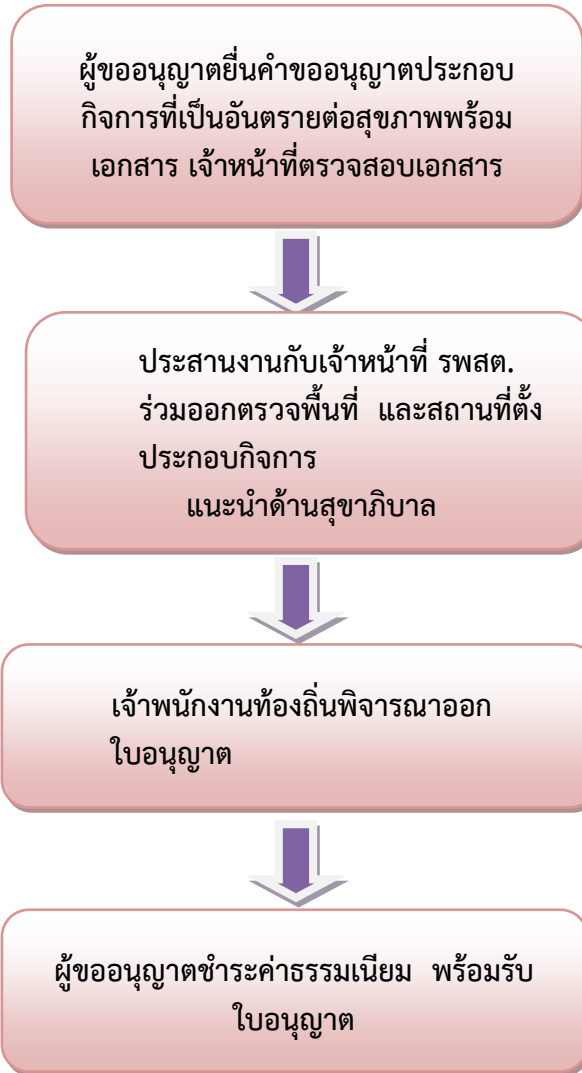 ผู้ขออนุญาตยื่นคำขออนุญาตประกอบ
กิจการที่เป็นอันตรายต่อสุขภาพพร้อม
เอกสาร เจ้าหน้าที่ตรวจสอบเอกสาร
ประสานงานกับเจ้าหน้าที่ รพสต.
ร่วมออกตรวจพื้นที่ และสถานที่ตั้ง
ประกอบกิจการ
แนะนำด้านสุขาภิบาล
เจ้าพนักงานท้องถิ่นพิจารณาออก
ใบอนุญาต
ผู้ขออนุญาตชำระค่าธรรมเนียม พร้อมรับ
ใบอนุญาต